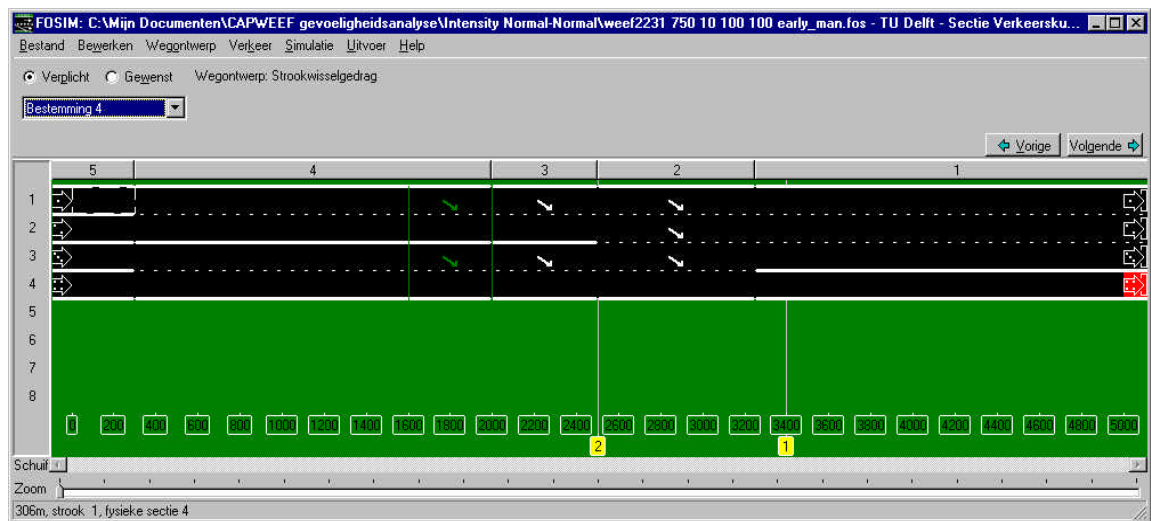 FOSIM: C:\Mijn Documenten\CAPWEEF gevoeligheidsanalyse\Intensity Normal-Normal\weef2231 750 10 100 100 early_man.fos - TU Delft - Sectie Verkeersku...
Bestand Bewerken Wegontwerp Verkeer Simulatie Uitvoer Help
Verplicht Gewenst Wegontwerp: Strookwisselgedrag
Bestemming 4
Vorige Volgende
5 4 3 2 1
1
2
3
4
5
6
7
8
0 200 400 600 800 1000 1200 1400 1600 1800 2000 2200 2400 2600 2800 3000 3200 3400 3600 3800 4000 4200 4400 4600 4800 5000
2 1
Schuif
Zoom
306m, strook 1, fysieke sectie 4